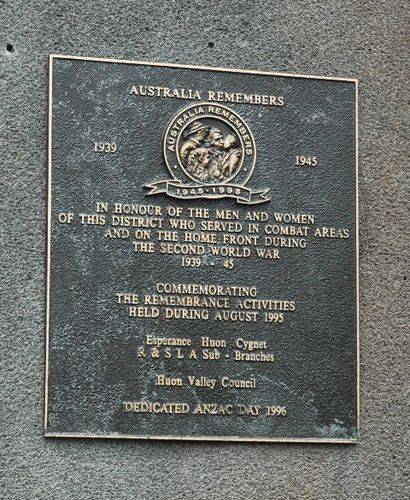 AUSTRALIA REMEMBERS
AUSTRALIA REMEMBERS
1939
1945
1945-1995
IN HONOUR OF THE MEN AND WOMEN
OF THIS DISTRICT WHO SERVED IN COMBAT AREAS
AND ON THE HOME FRONT DURING
THE SECOND WORLD WAR
1939 - 45
COMMEMORATING
THE REMEMBRANCE ACTIVITIES
HELD DURING AUGUST 1995
Esperance Huon Cygnet
R & S L A Sub - Branches
Huon Valley Council
DEDICATED ANZAC DAY 1996